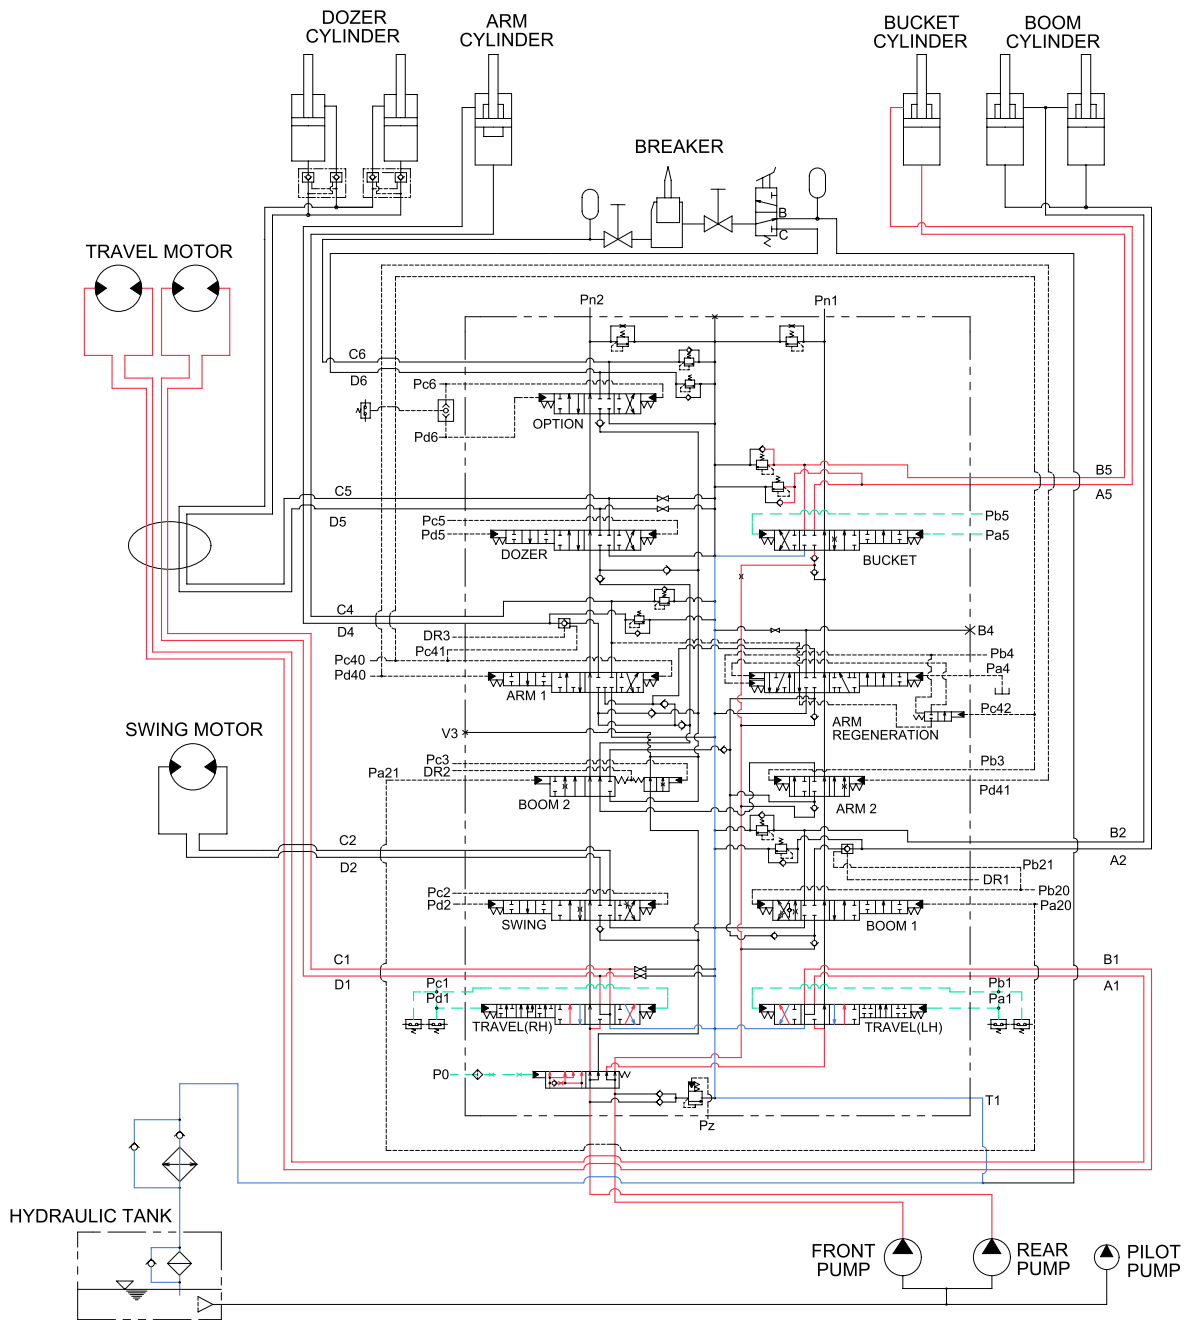 DOZER
CYLINDER
ARM
CYLINDER
BUCKET
CYLINDER
BOOM
CYLINDER
BREAKER
B
C
TRAVEL MOTOR
Pn2
Pn1
C6
D6
Pc6
Pd6
OPTION
B5
A5
C5
D5
Pc5
Pd5
DOZER
BUCKET
Pb5
Pa5
C4
D4
DR3
Pc41
Pc40
Pd40
ARM 1
B4
Pb4
Pa4
Pc42
ARM
REGENERATION
SWING MOTOR
V3
Pc3
DR2
Pa21
BOOM 2
Pb3
Pd41
ARM 2
C2
D2
B2
A2
Pb21
DR1
Pc2
Pd2
SWING
Pb20
Pa20
BOOM 1
C1
D1
B1
A1
Pc1
Pd1
TRAVEL(RH)
Pb1
Pa1
TRAVEL(LH)
P0
T1
Pz
HYDRAULIC TANK
FRONT
PUMP
REAR
PUMP
PILOT
PUMP